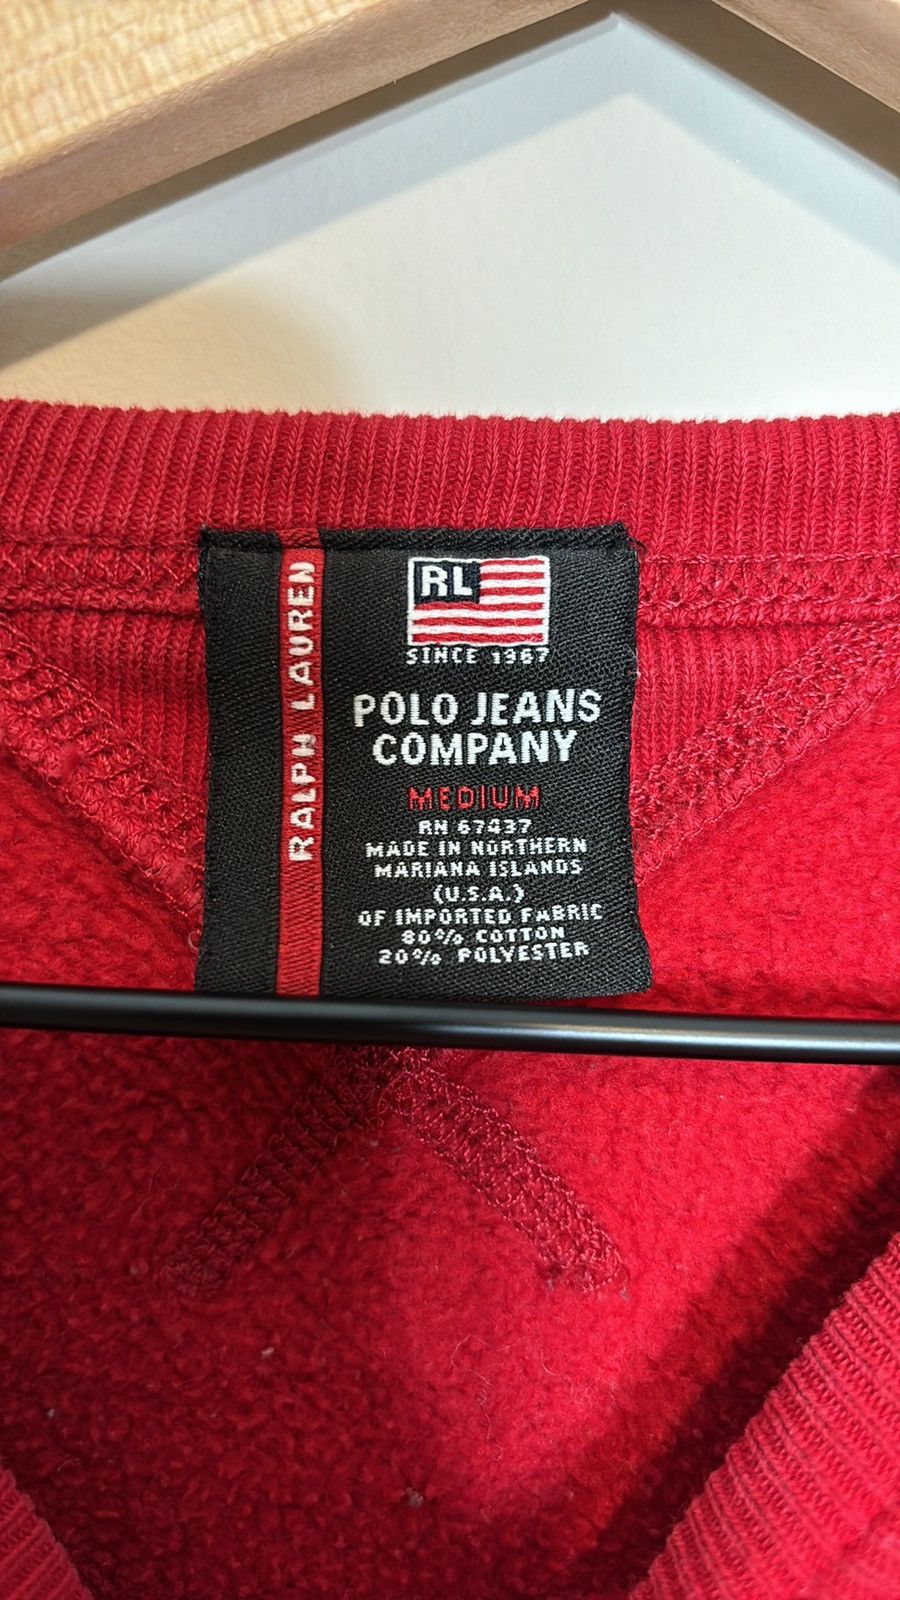 RALPH LAUREN
RL
SINCE 1967
POLO JEANS
COMPANY
MEDIUM
RN 67437
MADE IN NORTHERN
MARIANA ISLANDS
(U.S.A.)
OF IMPORTED FABRIC
80% COTTON
20% POLYESTER